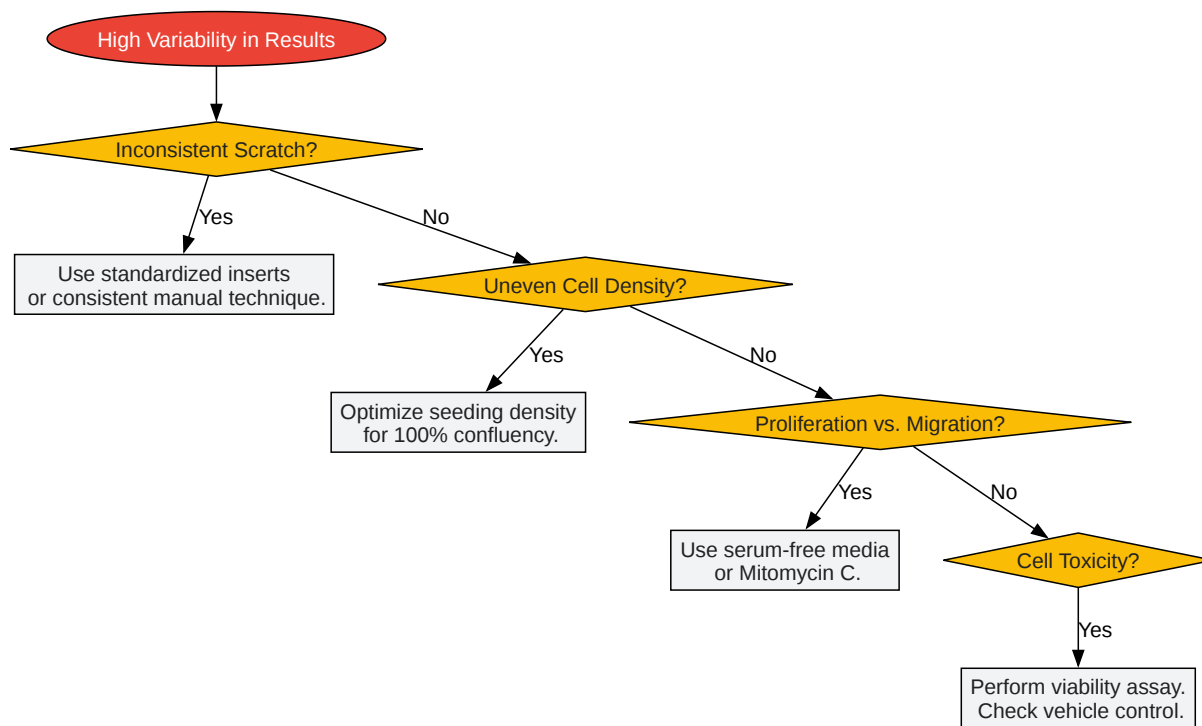 High Variability in Results
Inconsistent Scratch?
Yes
No
Use standardized inserts
or consistent manual technique.
Uneven Cell Density?
Yes
No
Optimize seeding density
for 100% confluency.
Proliferation vs. Migration?
Yes
No
Use serum-free media
or Mitomycin C.
Cell Toxicity?
Yes
Perform viability assay.
Check vehicle control.